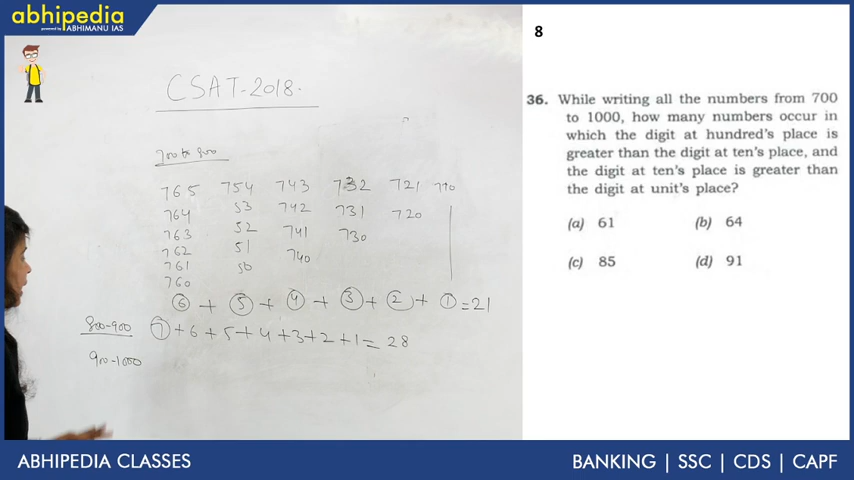 abhipedia
powered by ABHIMANU IAS
CSAT-2018.
700 to 800
765 754 743 732 721 710
764 53 742 731 720
763 52 741 730
762 51 740
761 50
760
6 + 5 + 4 + 3 + 2 + 1 = 21
800-900 7 + 6 + 5 + 4 + 3 + 2 + 1 = 28
900-1000
8
36. While writing all the numbers from 700
to 1000, how many numbers occur in
which the digit at hundred's place is
greater than the digit at ten's place, and
the digit at ten's place is greater than
the digit at unit's place?
(a) 61 (b) 64
(c) 85 (d) 91
ABHIPEDIA CLASSES
BANKING | SSC | CDS | CAPF